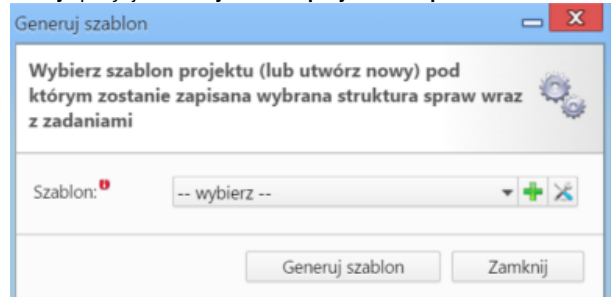 Generuj szablon
Wybierz szablon projektu (lub utwórz nowy) pod
którym zostanie zapisana wybrana struktura spraw wraz
z zadaniami
Szablon:
-- wybierz --
Generuj szablon
Zamknij